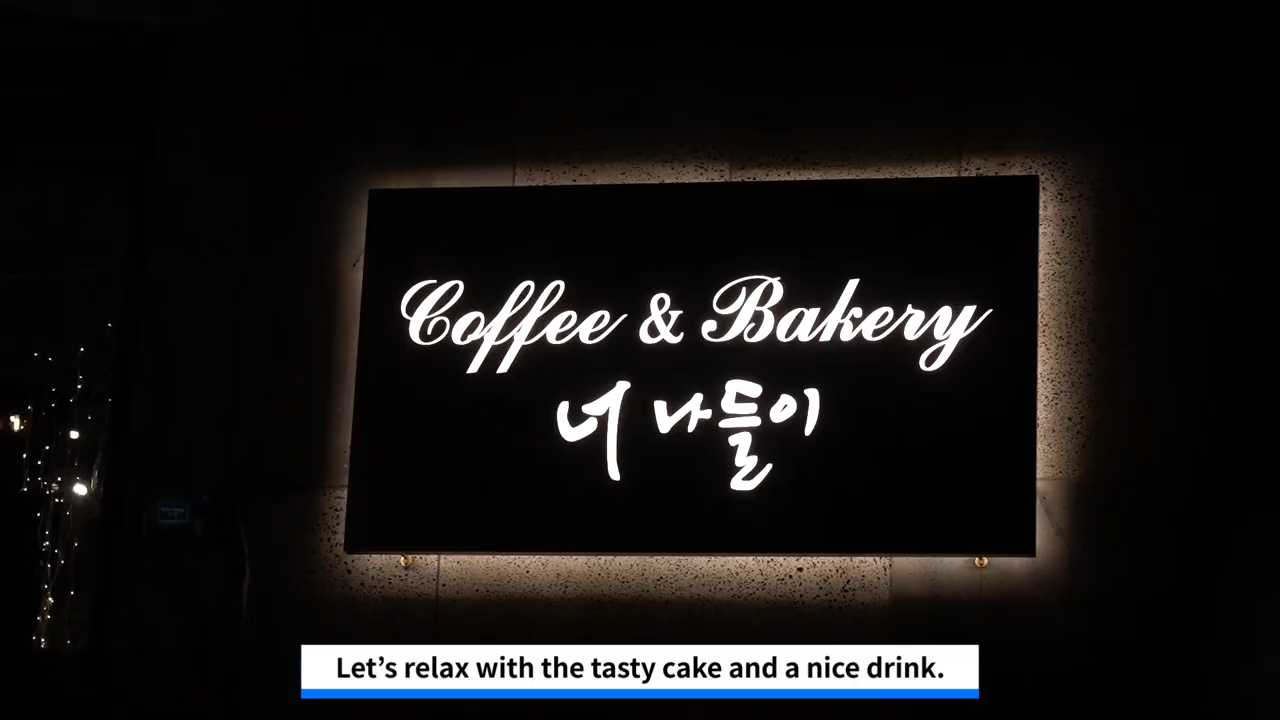 Coffee & Bakery
너 나들이
Let’s relax with the tasty cake and a nice drink.